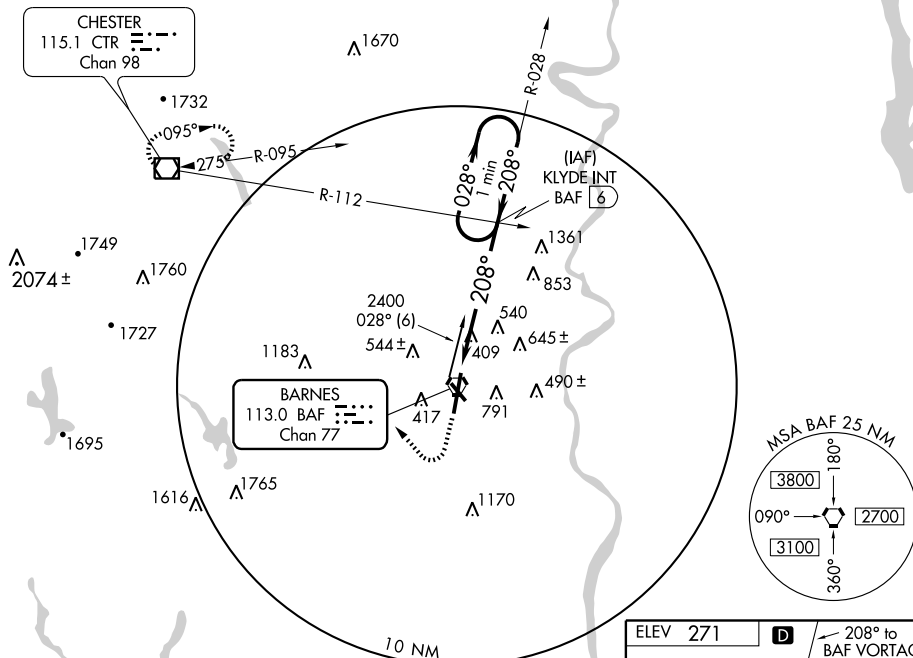 CHESTER
115.1 CTR
Chan 98
1670
1732
095°
275°
R-095
R-112
R-028
028°
1 min
208°
(IAF)
KLYDE INT
BAF 6
1749
2074 ±
1760
1727
1361
853
208°
2400
028° (6)
540
544 ±
409
645 ±
1183
BARNES
113.0 BAF
Chan 77
417
791
490 ±
1695
1616
1765
1170
MSA BAF 25 NM
180°
3800
090°
2700
3100
360°
10 NM
ELEV 271
D
208° to
BAF VORTAC